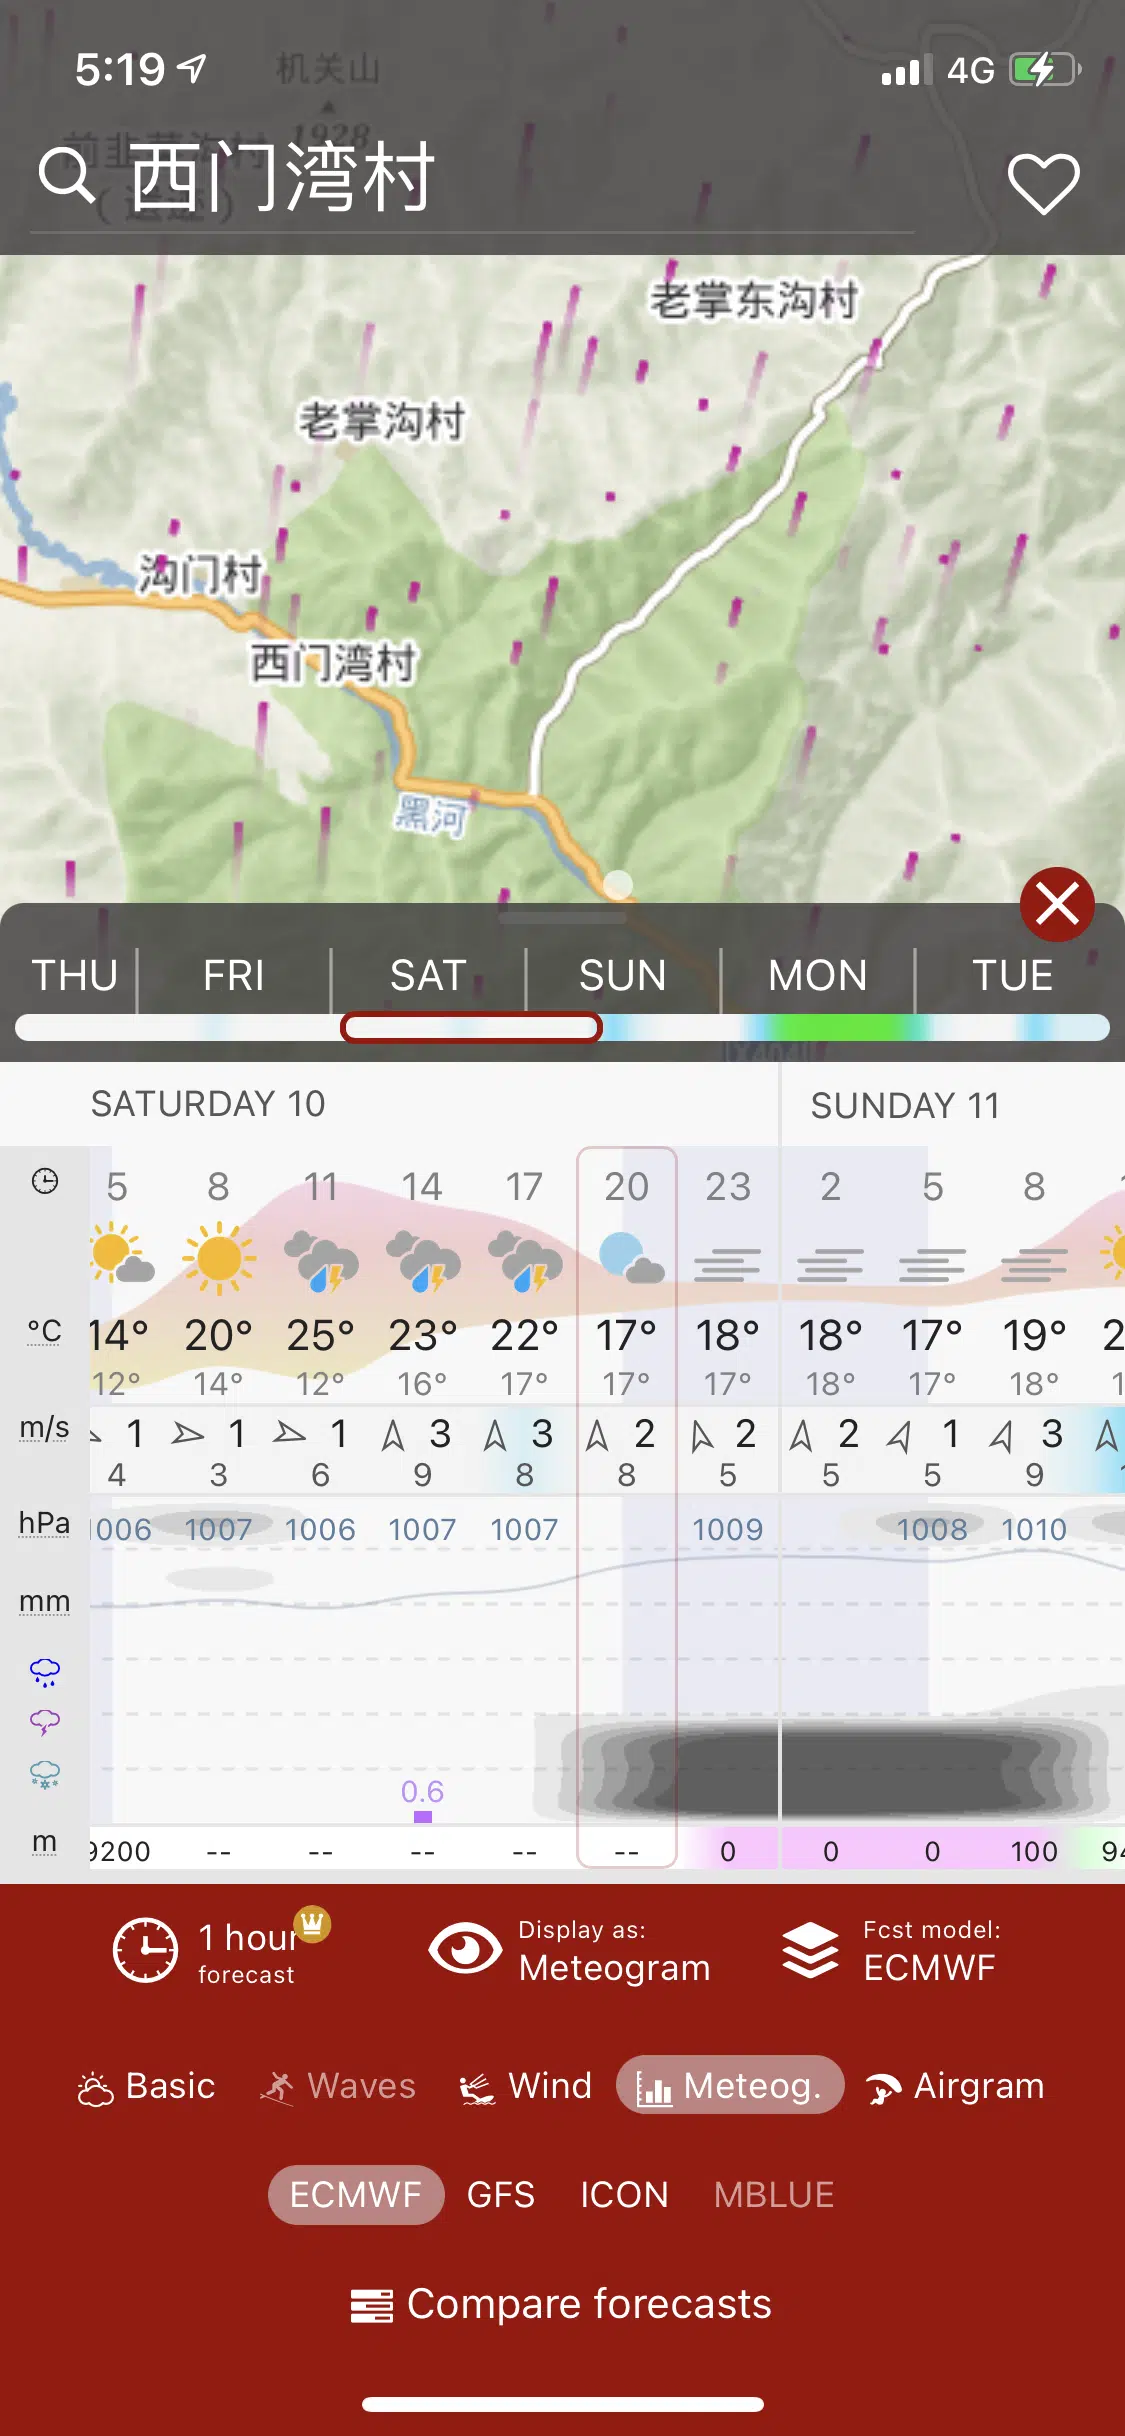 5:19
4G
机关山
1928
西门湾村
老掌东沟村
老掌沟村
沟门村
西门湾村
黑河
THU FRI SAT SUN MON TUE
SATURDAY 10 SUNDAY 11
5 8 11 14 17 20 23 2 5 8
°C 14° 20° 25° 23° 22° 17° 18° 18° 17° 19° 2
12° 14° 12° 16° 17° 17° 17° 18° 17° 18° 1
m/s 1 1 1 3 3 2 2 2 1 3
4 3 6 9 8 8 5 5 5 9
hPa 1006 1007 1006 1007 1007 1009 1008 1010
mm
0.6
m 9200 -- -- -- -- -- 0 0 0 100 94
1 hour
forecast
Display as:
Meteogram
Fcst model:
ECMWF
Basic Waves Wind Meteog. Airgram
ECMWF GFS ICON MBLUE
Compare forecasts